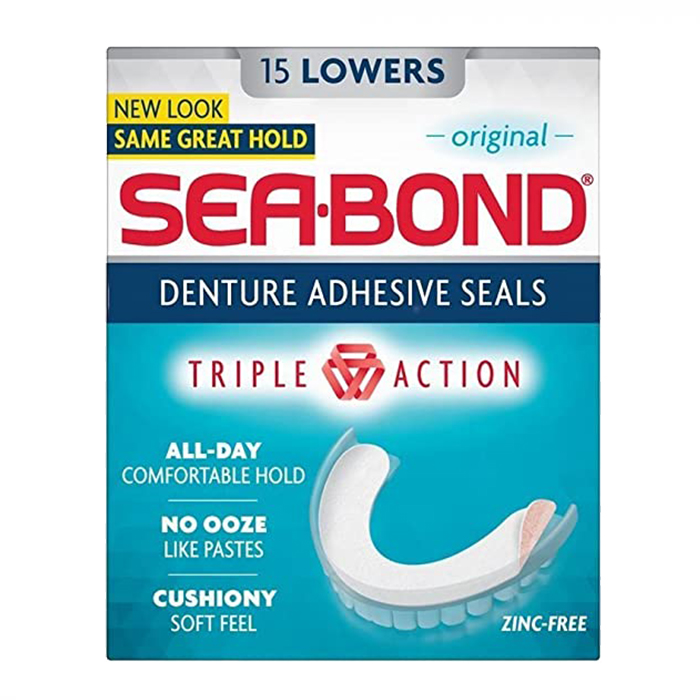 15 LOWERS
NEW LOOK
SAME GREAT HOLD
original
SEA·BOND®
DENTURE ADHESIVE SEALS
TRIPLE ACTION
ALL-DAY
COMFORTABLE HOLD
NO OOZE
LIKE PASTES
CUSHIONY
SOFT FEEL
ZINC-FREE